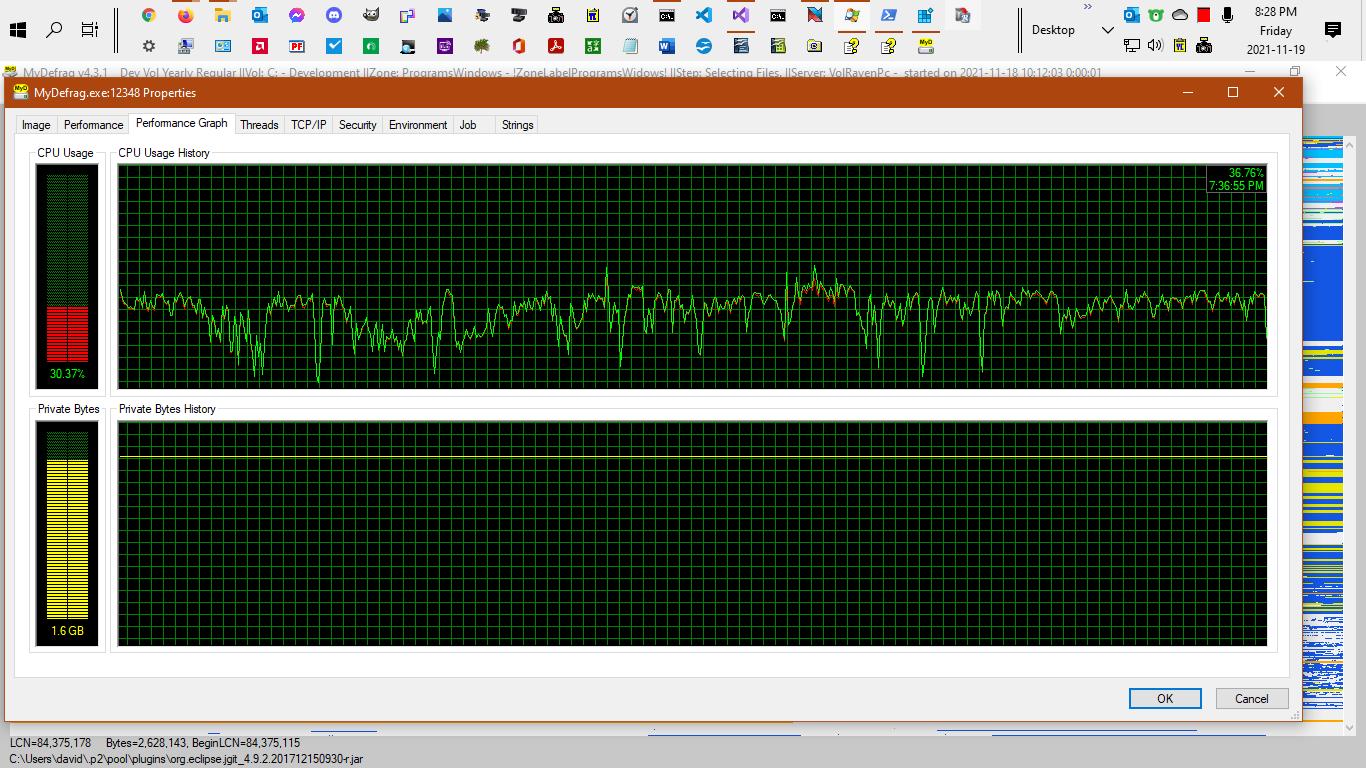 8:28 PM
Desktop
Friday
2021-11-19
MyDefrag v4.3.1 Dev Vol Yearly Regular ||Vol: C: - Development ||Zone: ProgramsWindows - !ZoneLabelProgramsWidows! ||Step: Selecting Files, ||Server: VolRavenPc - started on 2021-11-18 10:12:03 0:00:01
MyDefrag.exe:12348 Properties
Image Performance Performance Graph Threads TCP/IP Security Environment Job Strings
CPU Usage CPU Usage History
36.76%
7:36:55 PM
30.37%
Private Bytes Private Bytes History
1.6 GB
OK Cancel
LCN=84,375,178 Bytes=2,628,143, BeginLCN=84,375,115
C:\Users\david\.p2\pool\plugins\org.eclipse.jgit_4.9.2.201712150930-r.jar